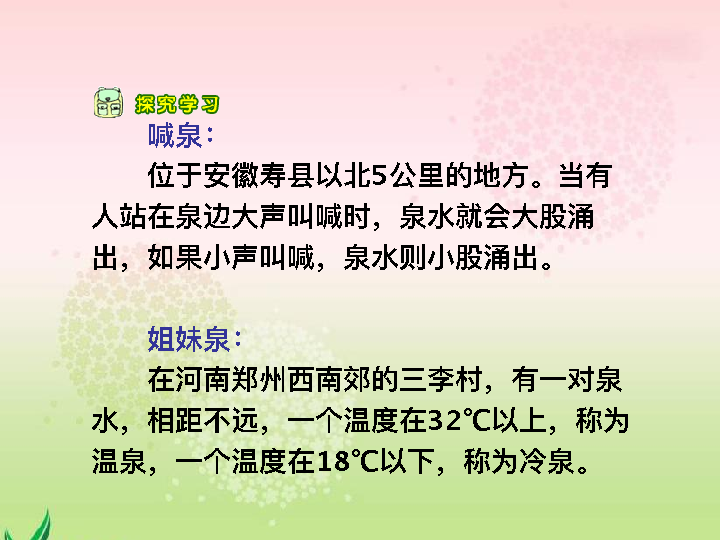 探究学习
喊泉：
位于安徽寿县以北5公里的地方。当有
人站在泉边大声叫喊时，泉水就会大股涌
出，如果小声叫喊，泉水则小股涌出。
姐妹泉：
在河南郑州西南郊的三李村，有一对泉
水，相距不远，一个温度在32℃以上，称为
温泉，一个温度在18℃以下，称为冷泉。